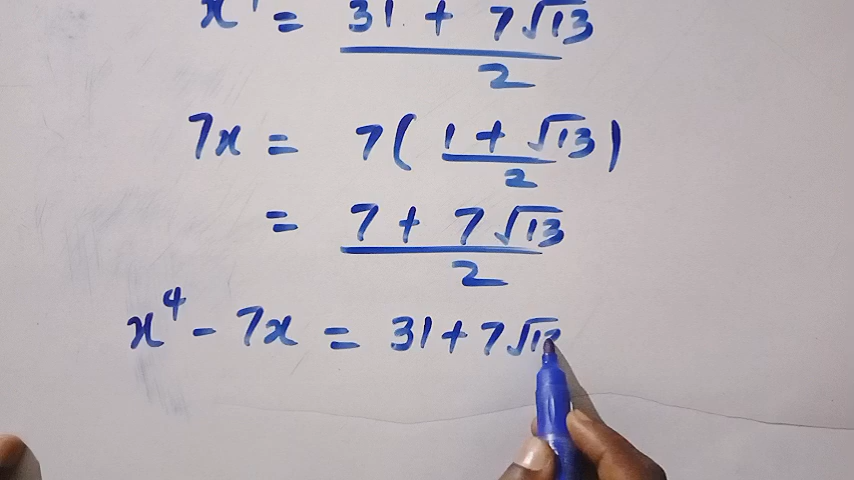 x⁴ = 31 + 7√13
2
7x = 7( 1 + √13 )
2
= 7 + 7√13
2
x⁴ - 7x = 31 + 7√13